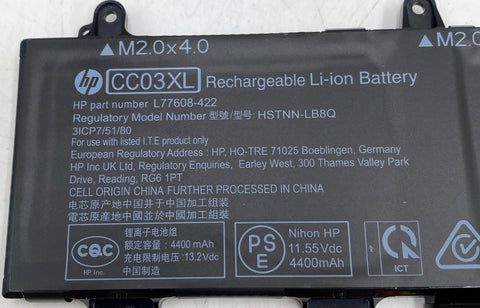 ▲M2.0x4.0
▲M2.0
hp CC03XL Rechargeable Li-ion Battery
HP part number L77608-422
Regulatory Model Number 型號/型号: HSTNN-LB8Q
3ICP7/51/80
For use with listed I.T.E product only
European Regulatory Address : HP, HQ-TRE 71025 Boeblingen, Germany
HP Inc UK Ltd, Regulatory Enquiries, Earley West, 300 Thames Valley Park
Drive, Reading, RG6 1PT
CELL ORIGIN CHINA FURTHER PROCESSED IN CHINA
电芯原产地中国并于中国加工组装
電芯原產地中國並於中國加工組裝
CQC
HP Inc.
锂离子电池组
额定容量: 4400mAh
充电限制电压: 13.2Vdc
中国制造
PS
E
Nihon HP
11.55Vdc
4400mAh
ICT